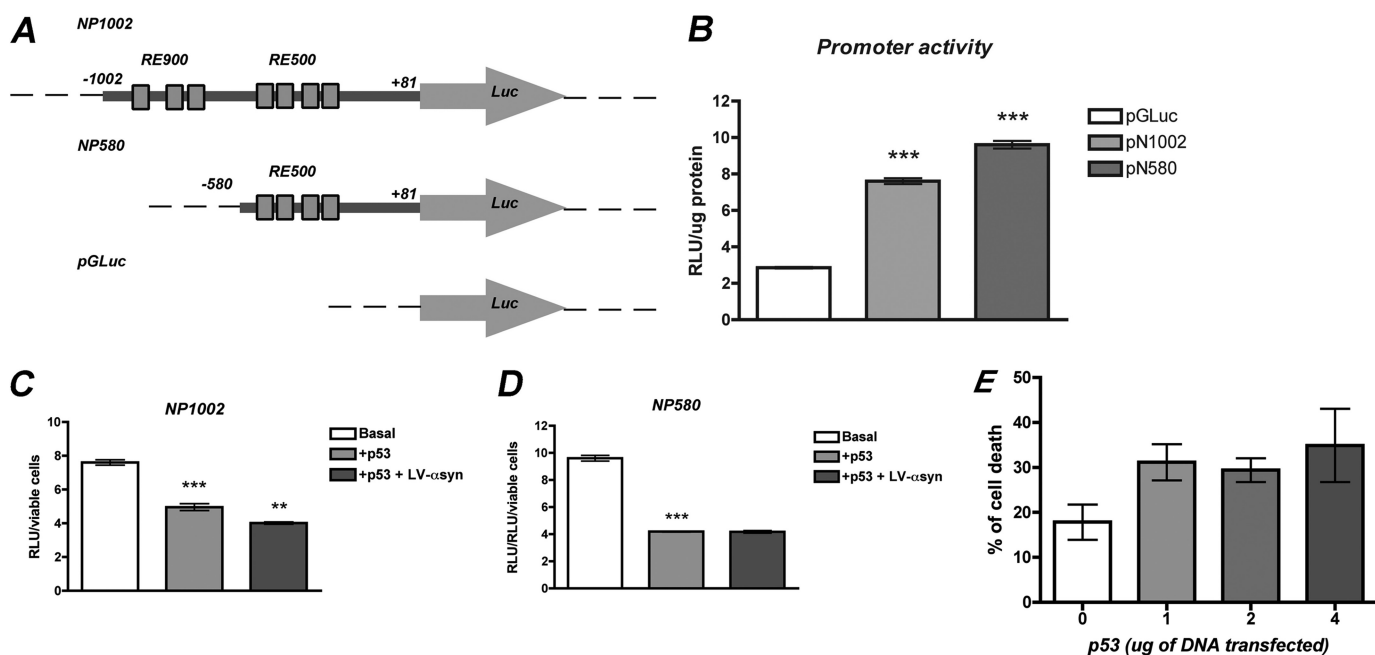 A
NP1002
-1002
RE900
RE500
+81
Luc
NP580
-580
RE500
+81
Luc
pGLuc
Luc
B
Promoter activity
RLU/ug protein
12
10
8
6
4
2
0
***
***
pGLuc
pN1002
pN580
C
NP1002
RLU/viable cells
10
8
6
4
2
0
***
**
Basal
+p53
+p53 + LV-αsyn
D
NP580
RLU/RLU/viable cells
12
10
8
6
4
2
0
***
Basal
+p53
+p53 + LV-αsyn
E
% of cell death
50
40
30
20
10
0
0 1 2 4
p53 (ug of DNA transfected)